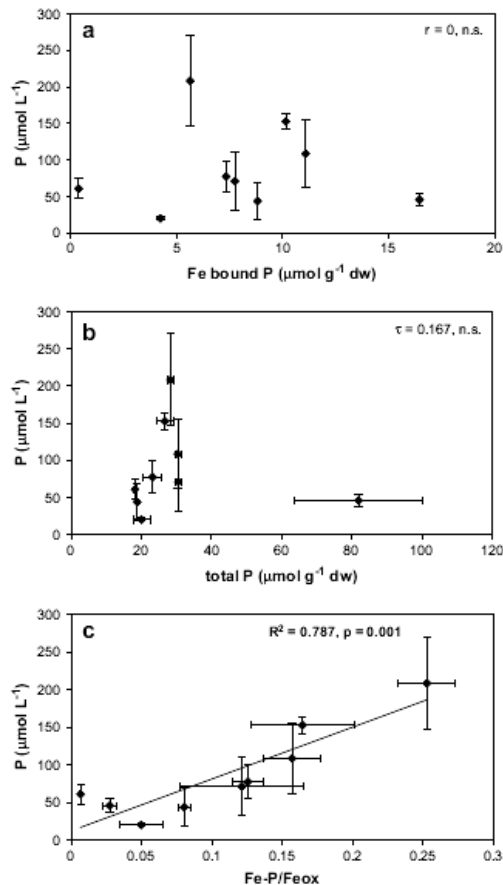 a
r = 0, n.s.
300
250
200
150
100
50
0
P (μmol L-1)
0 5 10 15 20
Fe bound P (μmol g-1 dw)
b
τ = 0.167, n.s.
300
250
200
150
100
50
0
P (μmol L-1)
0 20 40 60 80 100 120
total P (μmol g-1 dw)
c
R2 = 0.787, p = 0.001
300
250
200
150
100
50
0
P (μmol L-1)
0 0.05 0.1 0.15 0.2 0.25 0.3
Fe-P/Feox